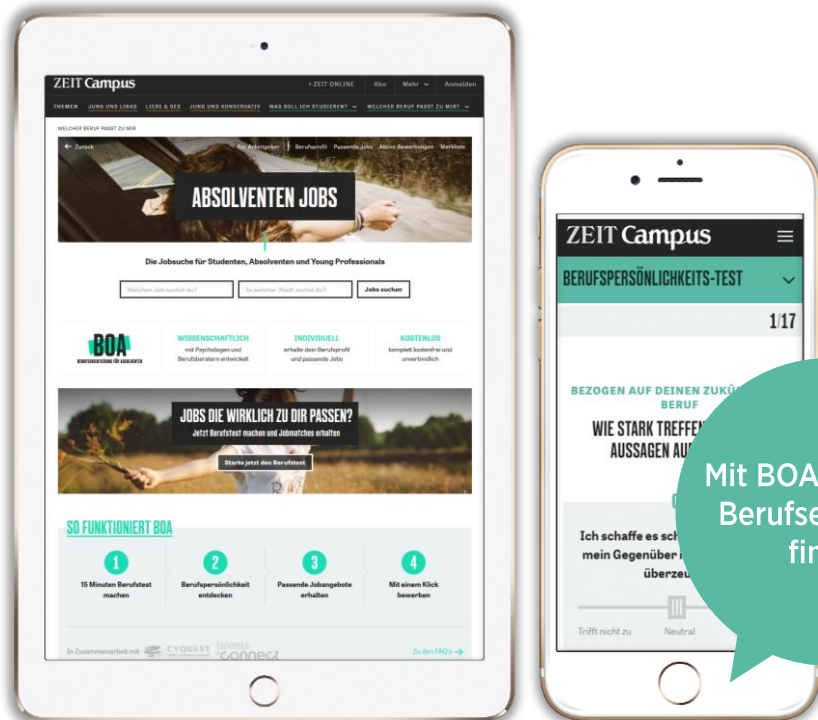 ZEIT Campus
ZEIT ONLINE Abo Mehr Anmelden
THEMEN JUNG UND LINKS LIEBE & SEX JUNG UND KONSERVATIV WAS SOLL ICH STUDIEREN? WELCHER BERUF PASST ZU MIR?
WELCHER BERUF PASST ZU MIR
← Zurück Für Arbeitgeber Berufsprofil Passende Jobs Aktive Bewerbungen Merkliste
ABSOLVENTEN JOBS
Die Jobsuche für Studenten, Absolventen und Young Professionals
Welchen Job suchst du? In welcher Stadt suchst du? Jobs suchen
BOA
BERUFSORIENTIERUNG FÜR ABSOLVENTEN
WISSENSCHAFTLICH
mit Psychologen und
Berufsberatern entwickelt
INDIVIDUELL
erhalte dein Berufsprofil
und passende Jobs
KOSTENLOS
komplett kostenfrei und
unverbindlich
JOBS DIE WIRKLICH ZU DIR PASSEN?
Jetzt Berufstest machen und Jobmatches erhalten
Starte jetzt den Berufstest
SO FUNKTIONIERT BOA
1
15 Minuten Berufstest
machen
2
Berufspersönlichkeit
entdecken
3
Passende Jobangebote
erhalten
4
Mit einem Klick
bewerben
In Zusammenarbeit mit CYQUEST talents connect Zu den FAQ's →
ZEIT Campus
BERUFSPERSÖNLICHKEITS-TEST
1/17
BEZOGEN AUF DEINEN ZUKÜ
BERUF
WIE STARK TREFFEN
AUSSAGEN AU
Ich schaffe es sch
mein Gegenüber
überzeu
Trifft nicht zu Neutral
Mit BOA
Berufse
fin